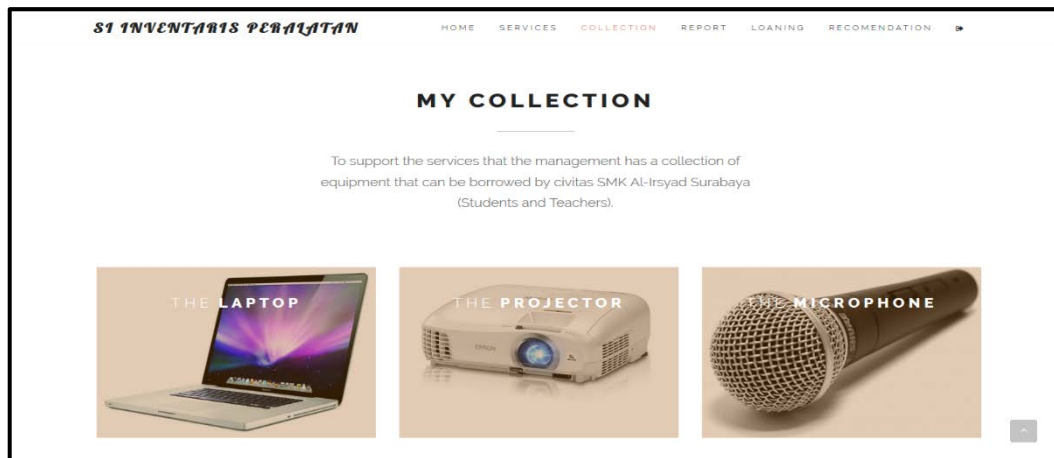 SI INVENTARIS PERALATAN
HOME SERVICES COLLECTION REPORT LOANING RECOMENDATION
MY COLLECTION
To support the services that the management has a collection of
equipment that can be borrowed by civitas SMK Al-Irsyad Surabaya
(Students and Teachers).
THE LAPTOP
THE PROJECTOR
THE MICROPHONE
EPSON